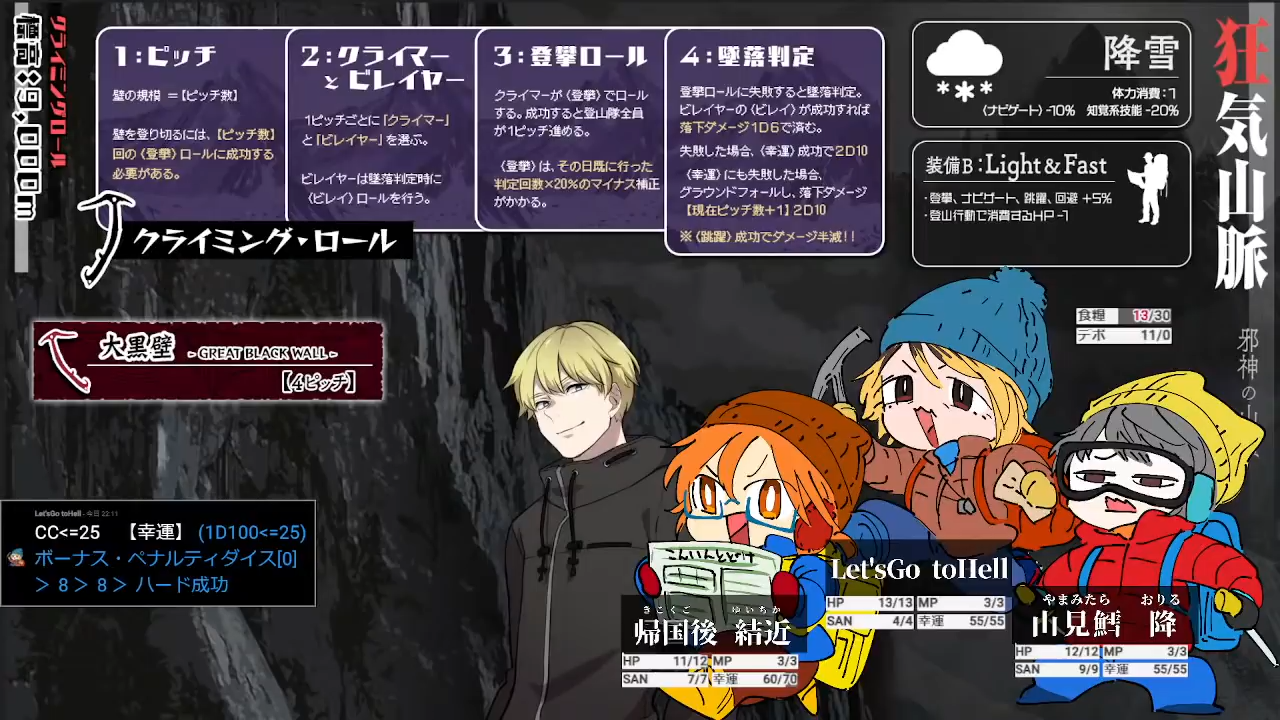 クライミングロール
標高:9,000m
1:ピッチ
壁の規模 ＝【ピッチ数】
壁を登り切るには、【ピッチ数】
回の〈登攀〉ロールに成功する
必要がある。
2:クライマー
とビレイヤー
1ピッチごとに「クライマー」
と「ビレイヤー」を選ぶ。
ビレイヤーは墜落判定時に
〈ビレイ〉ロールを行う。
3:登攀ロール
クライマーが〈登攀〉でロール
する。成功すると登山隊全員
が1ピッチ進める。
〈登攀〉は、その日既に行った
判定回数×20%のマイナス補正
がかかる。
4:墜落判定
登攀ロールに失敗すると墜落判定。
ビレイヤーの〈ビレイ〉が成功すれば
落下ダメージ1D6で済む。
失敗した場合、〈幸運〉成功で2D10
〈幸運〉にも失敗した場合、
グラウンドフォールし、落下ダメージ
【現在ピッチ数+1】2D10
※〈跳躍〉成功でダメージ半減!!
クライミング・ロール
降雪
体力消費:1
〈ナビゲート〉-10% 知覚系技能 -20%
装備B:Light&Fast
・登攀、ナビゲート、跳躍、回避 +5%
・登山行動で消費するHP -1
狂気山脈
邪神の山
食糧 13/30
デポ 11/0
大黒壁 - GREAT BLACK WALL -
【4ピッチ】
Let'sGo toHell - 今日 22:11
CC<=25 【幸運】 (1D100<=25)
ボーナス・ペナルティダイス[0]
＞ 8 ＞ 8 ＞ ハード成功
こんいんとどけ
きこくご ゆいちか
帰国後 結近
HP 11/12 MP 3/3
SAN 7/7 幸運 60/70
Let'sGo toHell
HP 13/13 MP 3/3
SAN 4/4 幸運 55/55
やまみたら おりる
山見鱈 降
HP 12/12 MP 3/3
SAN 9/9 幸運 55/55